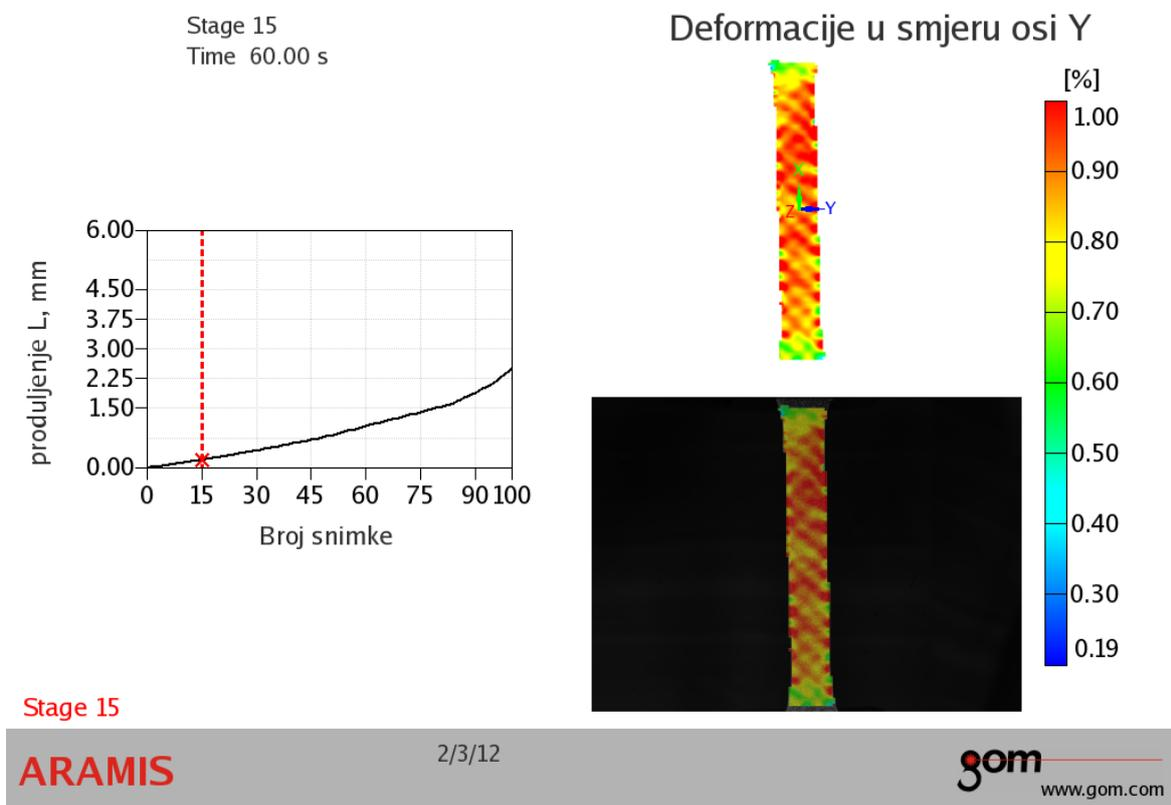 Stage 15
Time 60.00 s
Deformacije u smjeru osi Y
[%]
1.00
0.90
0.80
0.70
0.60
0.50
0.40
0.30
0.19
Z
Y
produljenje L, mm
6.00
4.50
3.75
3.00
2.25
1.50
0.00
0 15 30 45 60 75 90 100
Broj snimke
Stage 15
ARAMIS
2/3/12
gom
www.gom.com